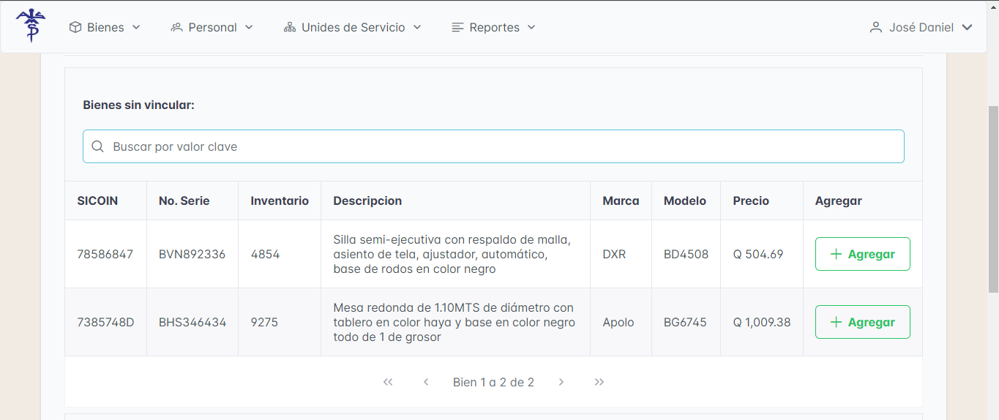 Bienes Personal Unides de Servicio Reportes José Daniel
Bienes sin vincular:
Buscar por valor clave
SICOIN No. Serie Inventario Descripcion Marca Modelo Precio Agregar
Silla semi-ejecutiva con respaldo de malla,
78586847 BVN892336 4854 asiento de tela, ajustador, automático, DXR BD4508 Q 504.69 + Agregar
base de rodos en color negro
Mesa redonda de 1.10MTS de diámetro con
7385748D BHS346434 9275 tablero en color haya y base en color negro Apolo BG6745 Q 1,009.38 + Agregar
todo de 1 de grosor
<< < Bien 1 a 2 de 2 > >>